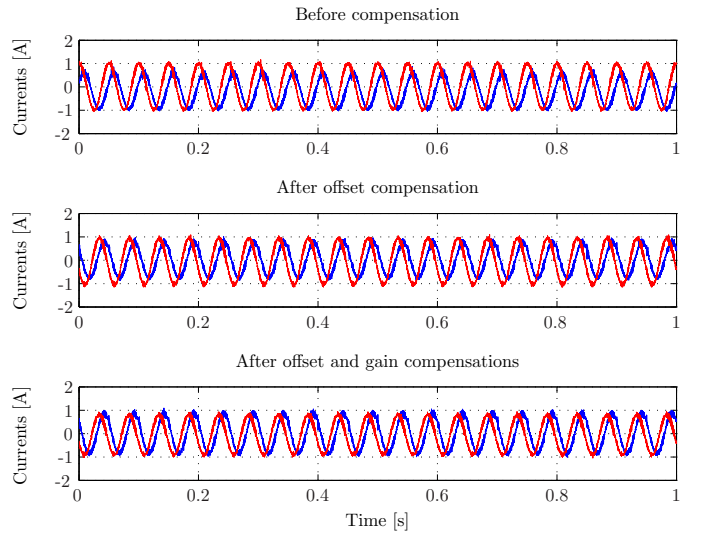 Before compensation
Currents [A]
2
1
0
-1
-2
0 0.2 0.4 0.6 0.8 1
After offset compensation
Currents [A]
2
1
0
-1
-2
0 0.2 0.4 0.6 0.8 1
After offset and gain compensations
Currents [A]
2
1
0
-1
-2
0 0.2 0.4 0.6 0.8 1
Time [s]